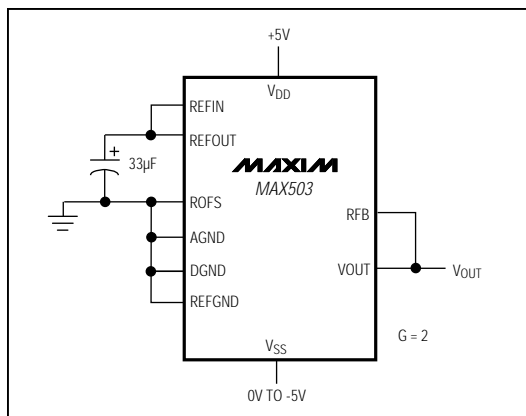 +5V
VDD
REFIN
REFOUT
+
33µF
MAXIM
MAX503
ROFS
RFB
AGND
DGND
VOUT
VOUT
REFGND
VSS
G = 2
0V TO -5V